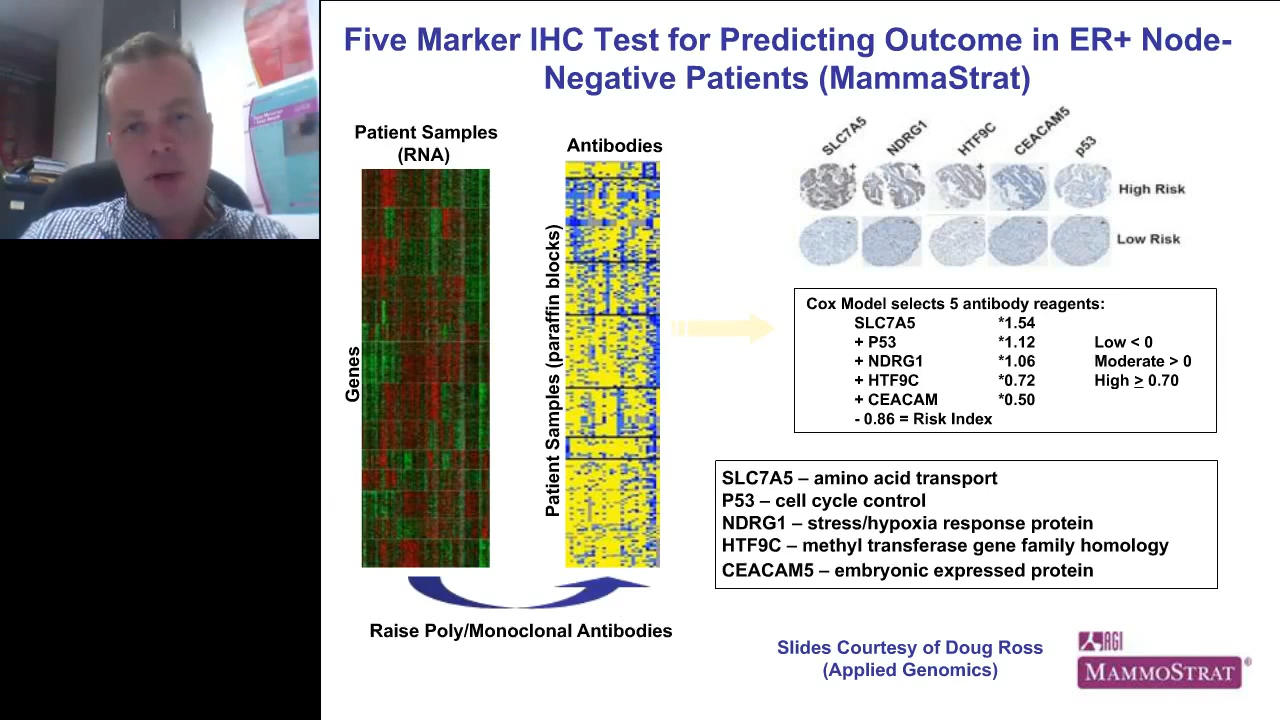 Five Marker IHC Test for Predicting Outcome in ER+ Node-
Negative Patients (MammaStrat)
Patient Samples
(RNA)
Genes
Antibodies
Patient Samples (paraffin blocks)
Raise Poly/Monoclonal Antibodies
SLC7A5
NDRG1
HTF9C
CEACAM5
p53
High Risk
Low Risk
Cox Model selects 5 antibody reagents:
SLC7A5 *1.54
+ P53 *1.12 Low < 0
+ NDRG1 *1.06 Moderate > 0
+ HTF9C *0.72 High ≥ 0.70
+ CEACAM *0.50
- 0.86 = Risk Index
SLC7A5 – amino acid transport
P53 – cell cycle control
NDRG1 – stress/hypoxia response protein
HTF9C – methyl transferase gene family homology
CEACAM5 – embryonic expressed protein
Slides Courtesy of Doug Ross
(Applied Genomics)
AGI
MAMMOSTRAT®